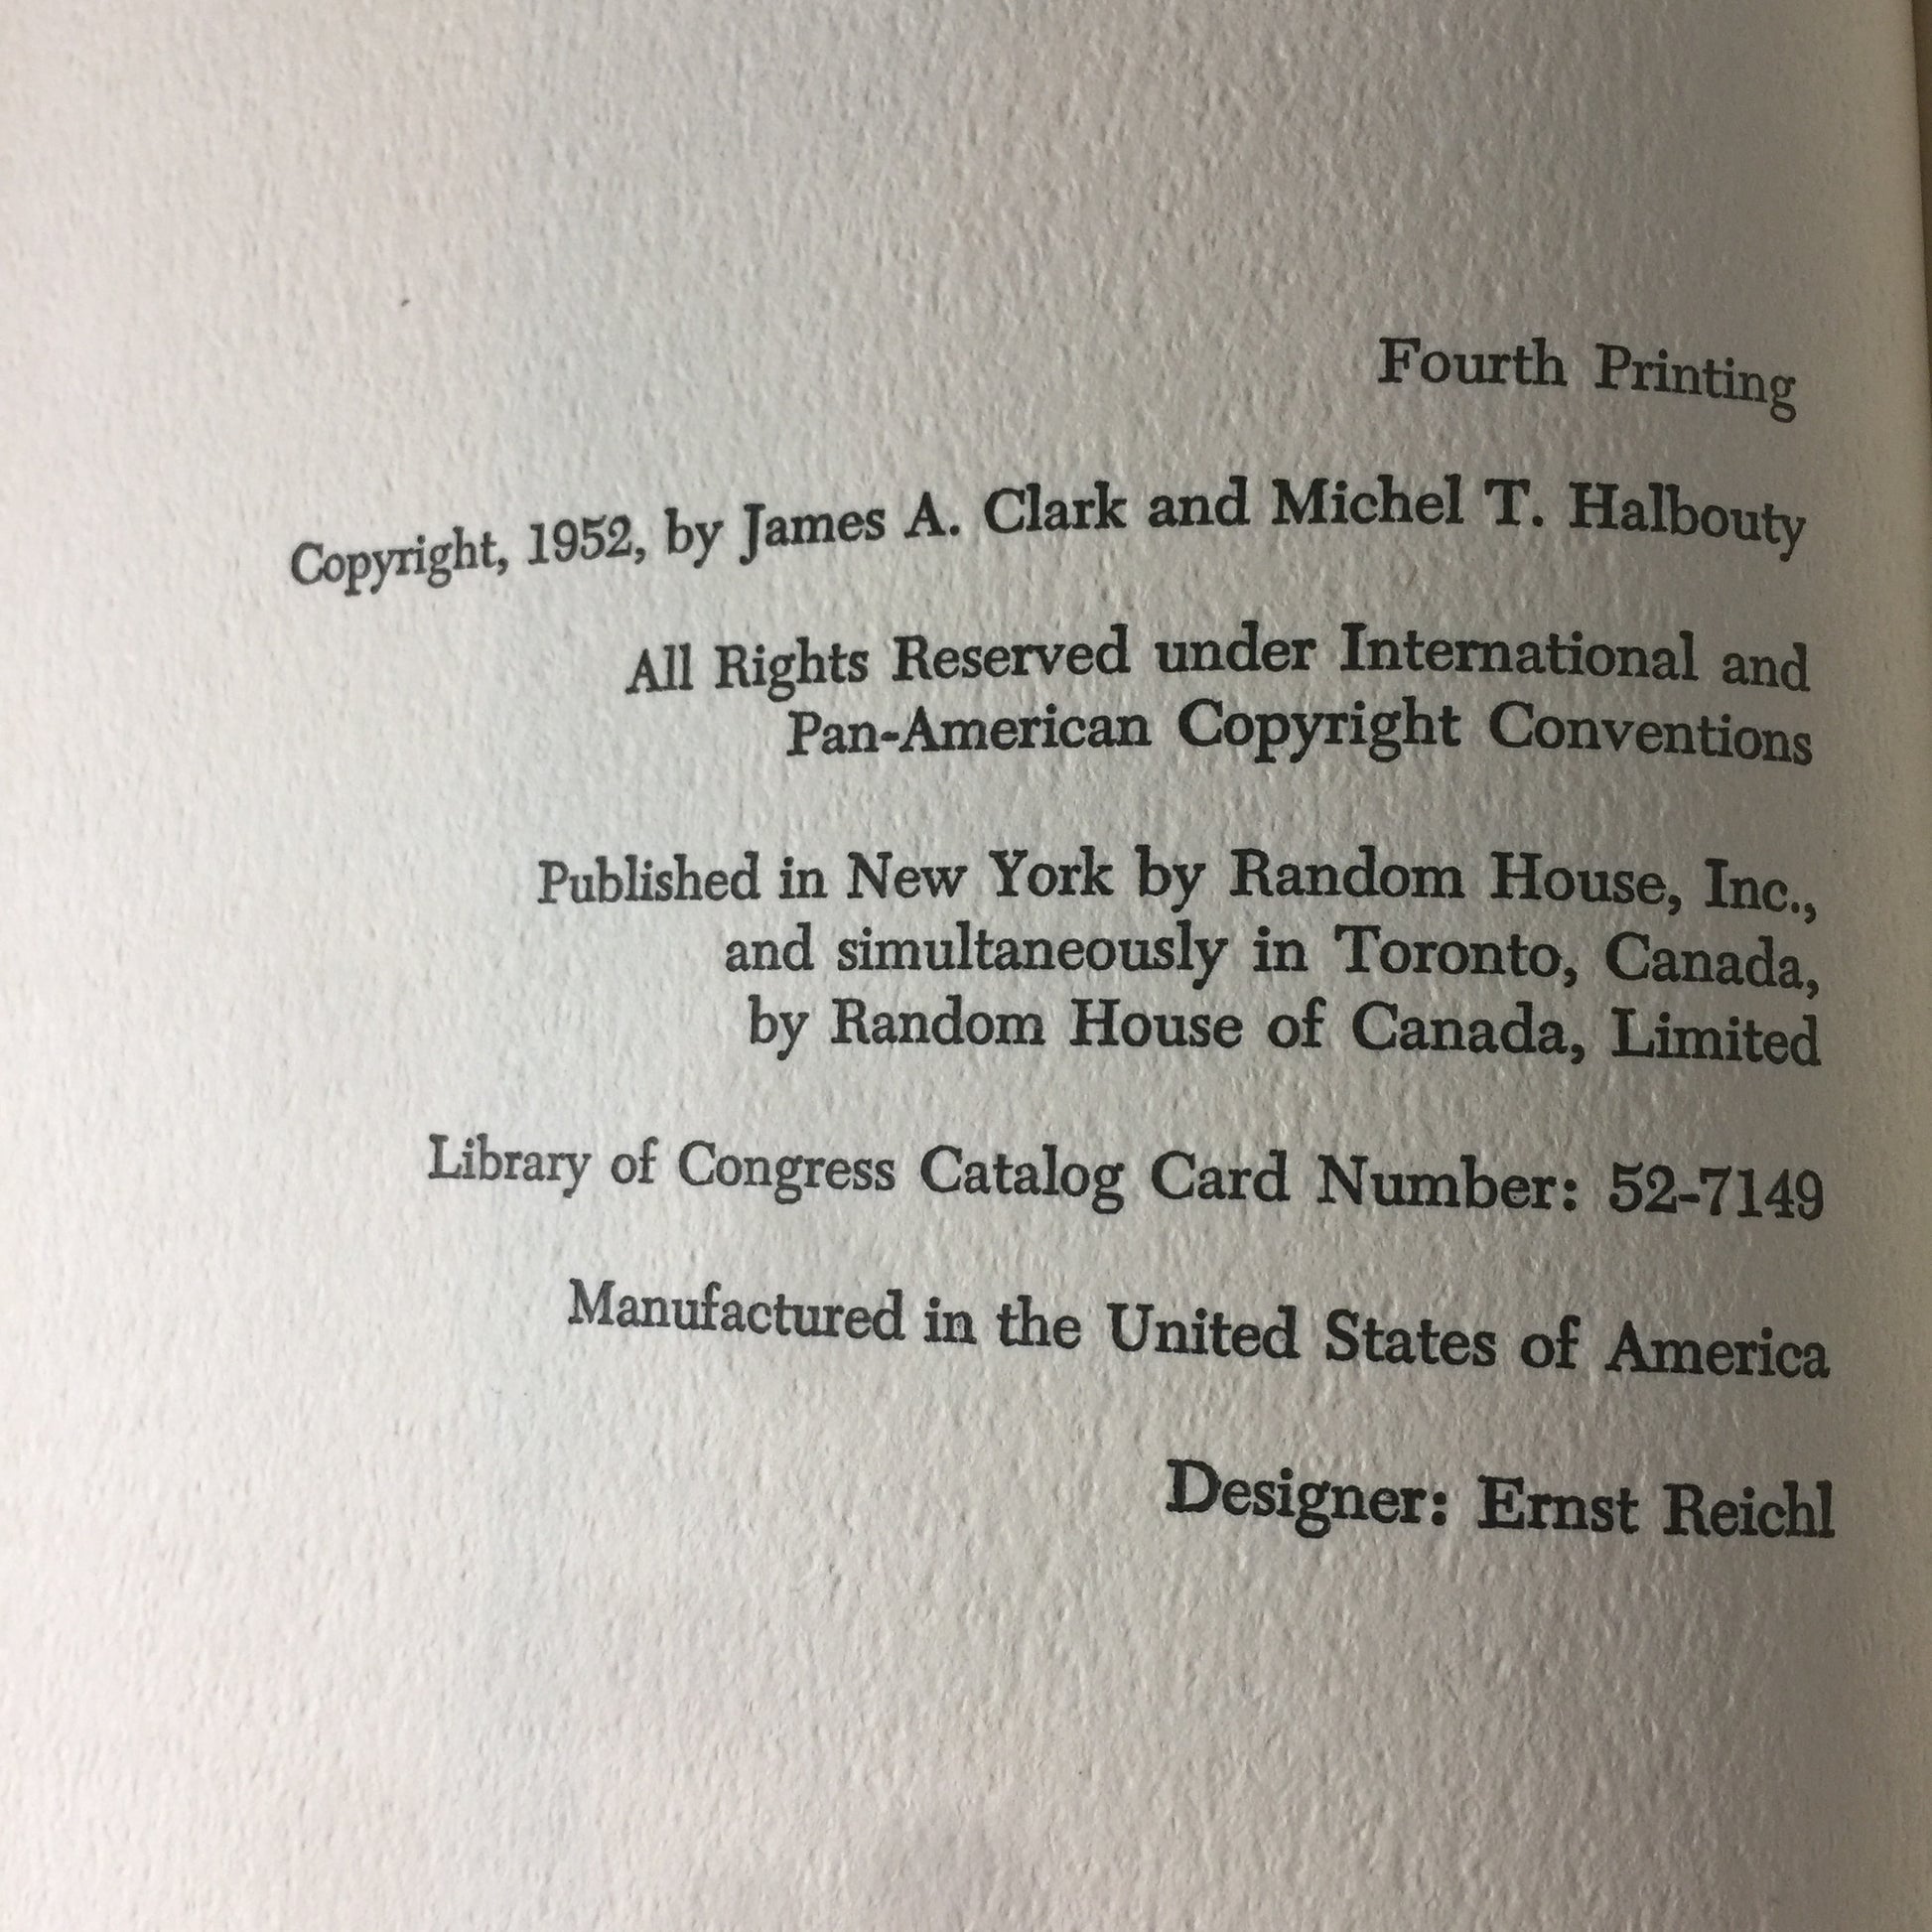 Fourth Printing
Copyright, 1952, by James A. Clark and Michel T. Halbouty
All Rights Reserved under International and
Pan-American Copyright Conventions
Published in New York by Random House, Inc.,
and simultaneously in Toronto, Canada,
by Random House of Canada, Limited
Library of Congress Catalog Card Number: 52-7149
Manufactured in the United States of America
Designer: Ernst Reichl